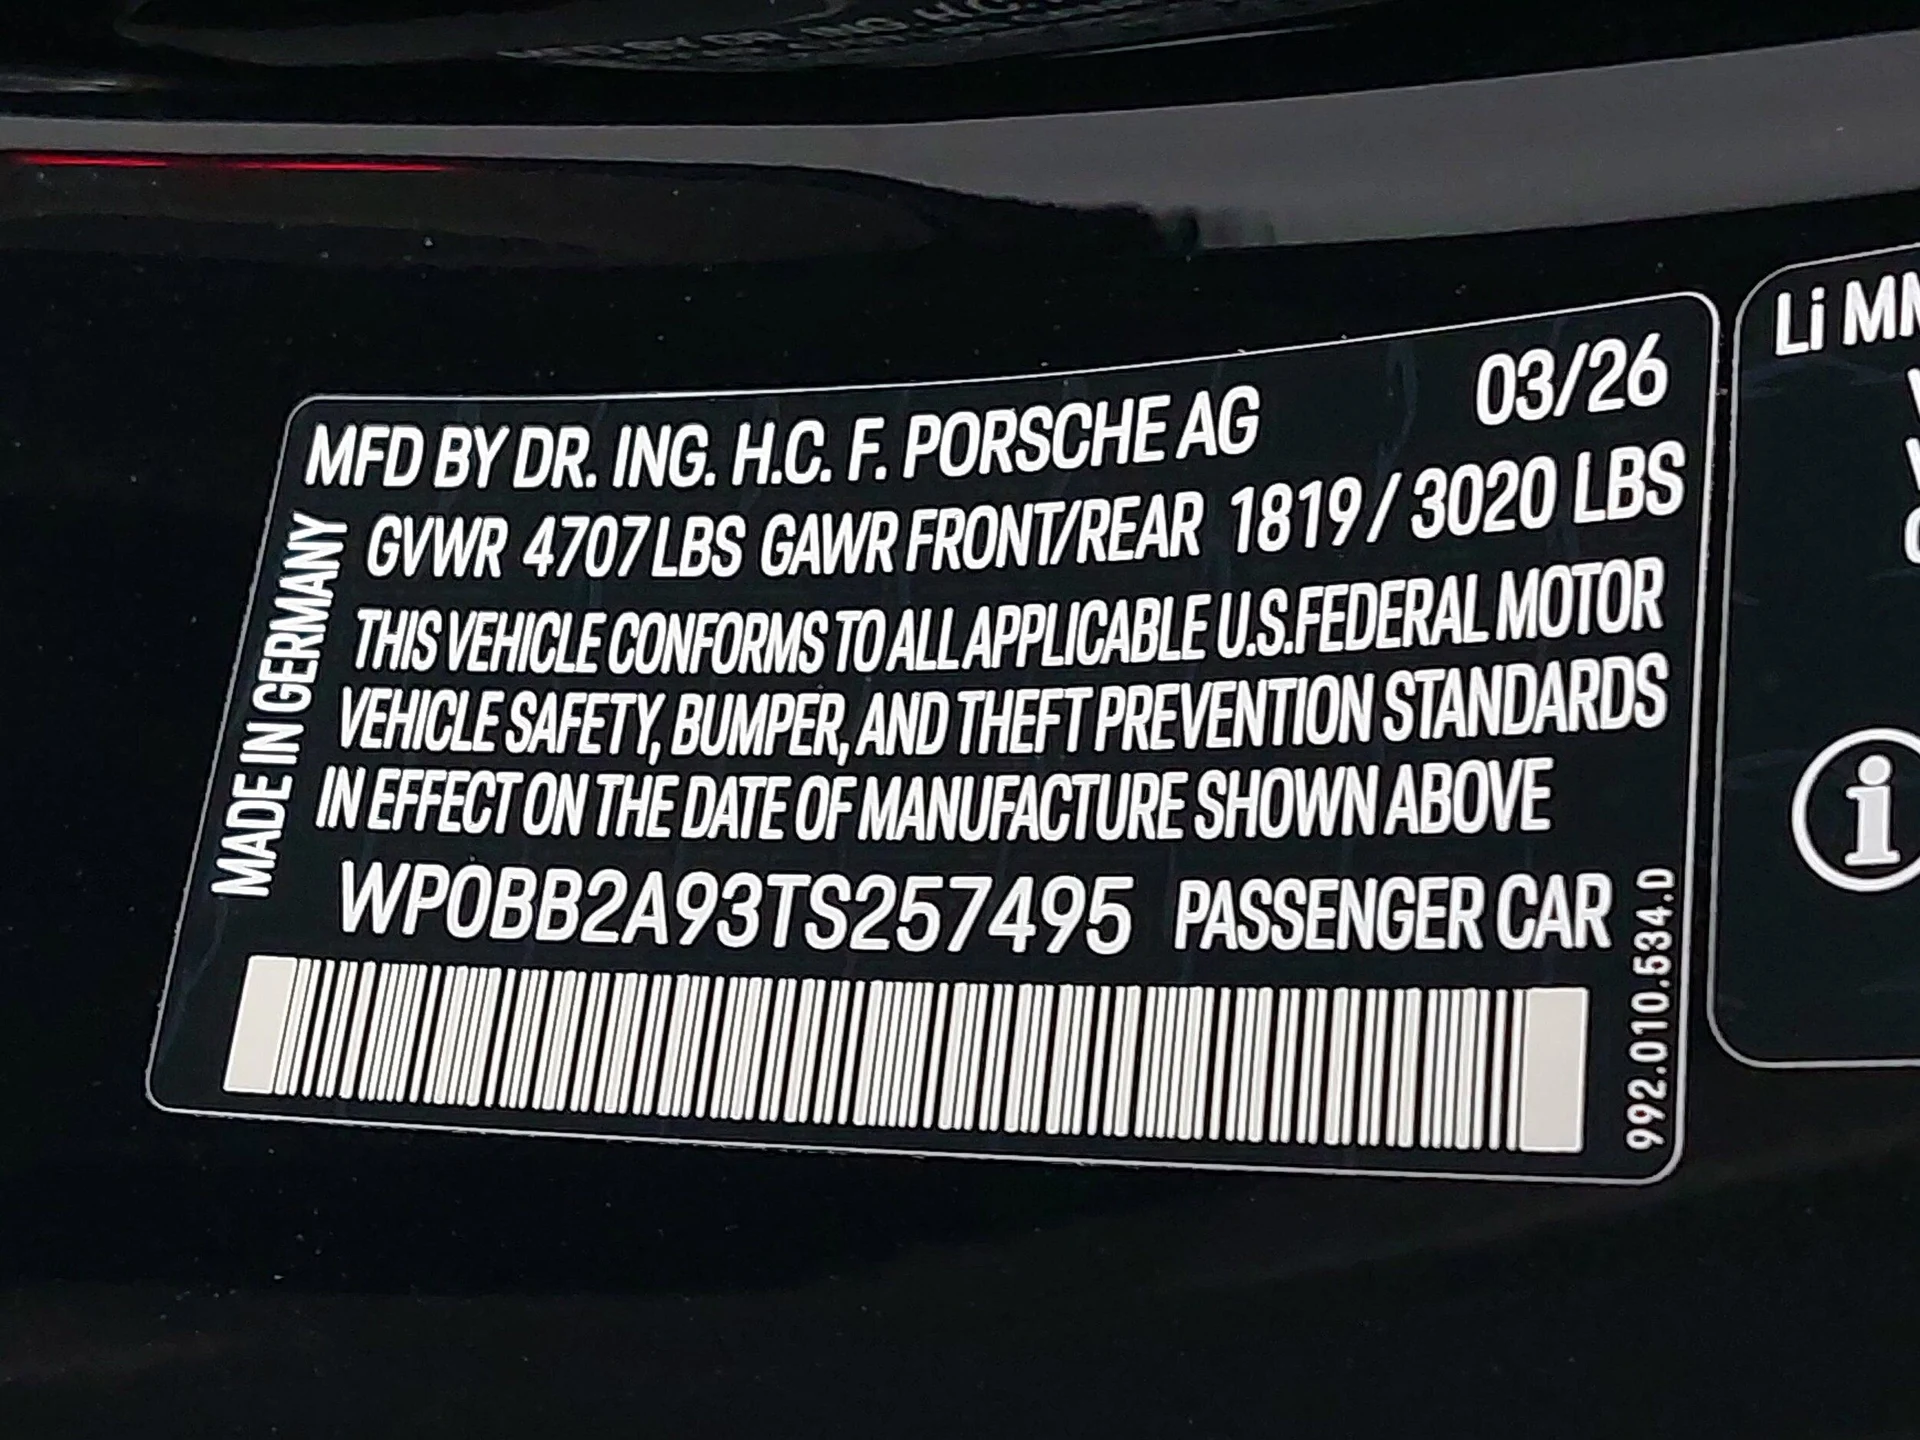 MFD BY DR. ING. H.C. F. PORSCHE AG 03/26
GVWR 4707 LBS GAWR FRONT/REAR 1819 / 3020 LBS
THIS VEHICLE CONFORMS TO ALL APPLICABLE U.S. FEDERAL MOTOR
VEHICLE SAFETY, BUMPER, AND THEFT PREVENTION STANDARDS
IN EFFECT ON THE DATE OF MANUFACTURE SHOWN ABOVE
WP0BB2A93TS257495 PASSENGER CAR
MADE IN GERMANY
992.010.534.D
Li
i